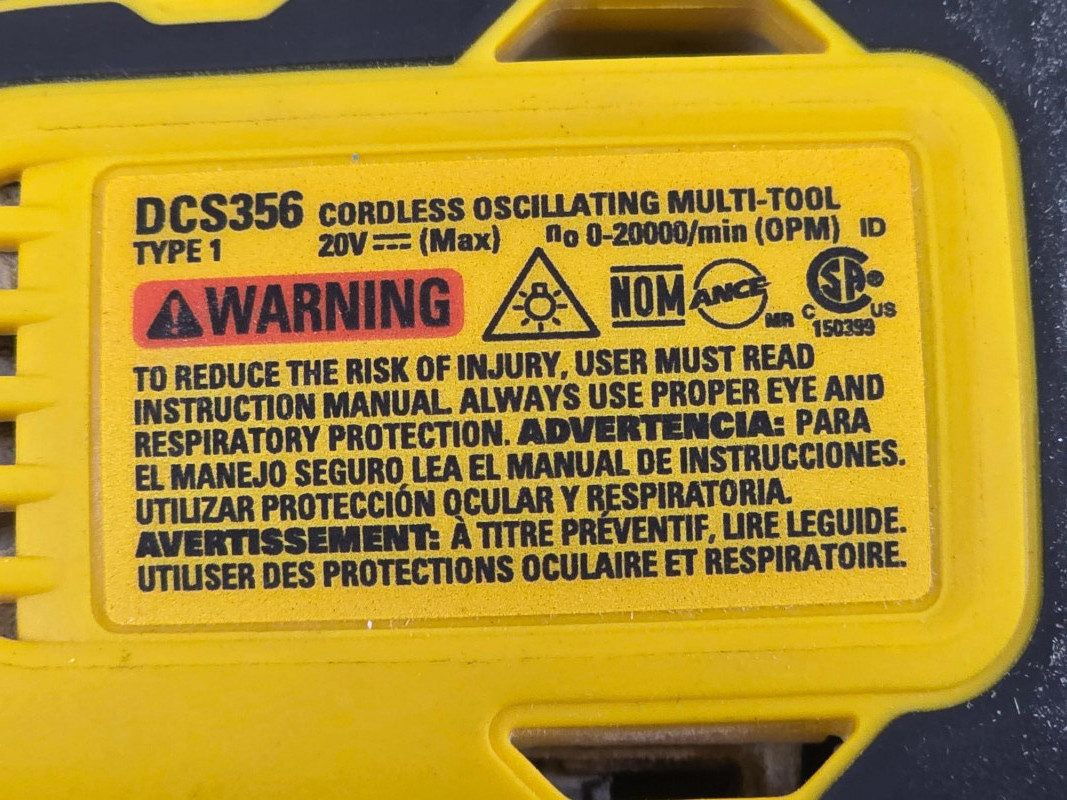 DCS356 CORDLESS OSCILLATING MULTI-TOOL
TYPE 1 20V ⎓ (Max) no 0-20000/min (OPM) ID
WARNING
NOM ANCE MR
C SA ® C US
150399
TO REDUCE THE RISK OF INJURY, USER MUST READ
INSTRUCTION MANUAL. ALWAYS USE PROPER EYE AND
RESPIRATORY PROTECTION. ADVERTENCIA: PARA
EL MANEJO SEGURO LEA EL MANUAL DE INSTRUCCIONES.
UTILIZAR PROTECCIÓN OCULAR Y RESPIRATORIA.
AVERTISSEMENT: À TITRE PRÉVENTIF, LIRE LEGUIDE.
UTILISER DES PROTECTIONS OCULAIRE ET RESPIRATOIRE.